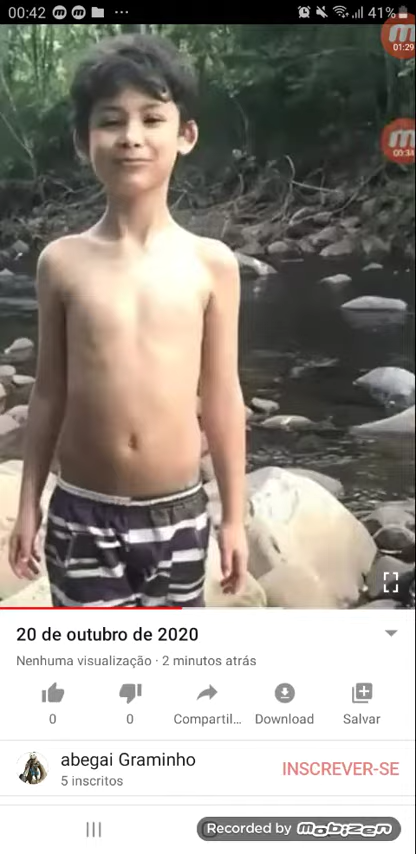 00:42
41%
01:29
00:34
20 de outubro de 2020
Nenhuma visualização · 2 minutos atrás
0
0
Compartil...
Download
Salvar
abegai Graminho
INSCREVER-SE
5 inscritos
Recorded by mobizen